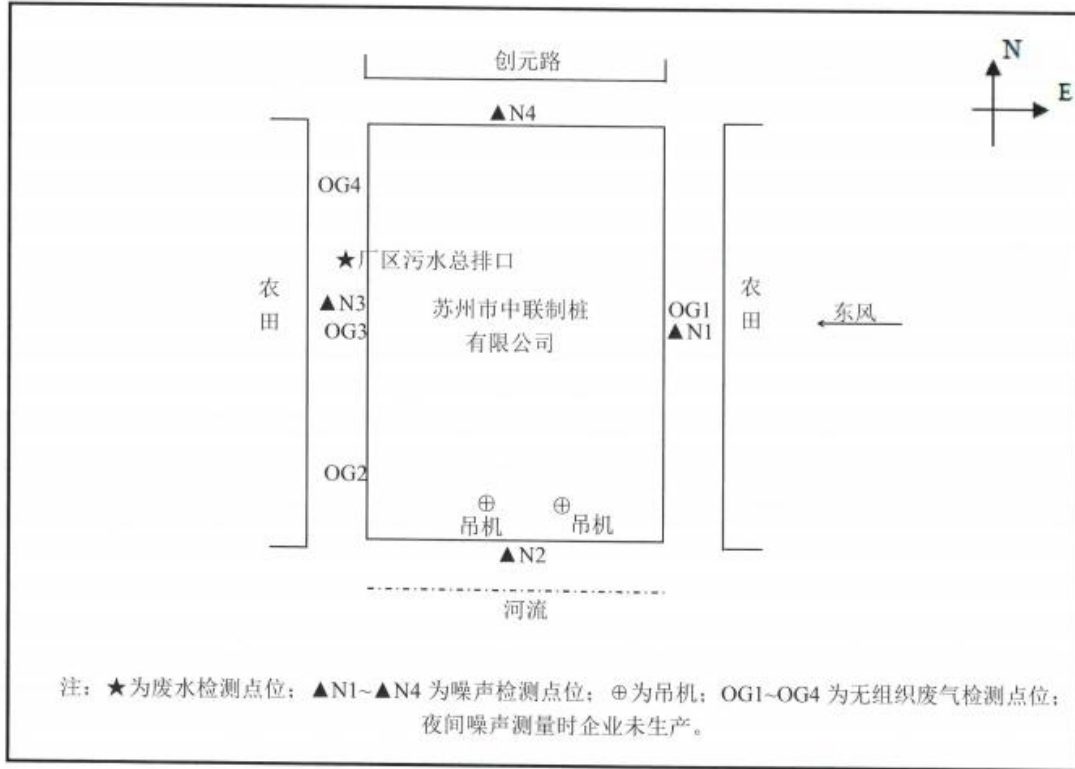 创元路
N
E
▲N4
OG4
★厂区污水总排口
农田
▲N3
OG3
苏州市中联制桩
有限公司
OG1
▲N1
农田
东风
OG2
⊕
⊕
吊机
吊机
▲N2
河流
注：★为废水检测点位；▲N1~▲N4 为噪声检测点位；⊕为吊机；OG1~OG4 为无组织废气检测点位；
夜间噪声测量时企业未生产。